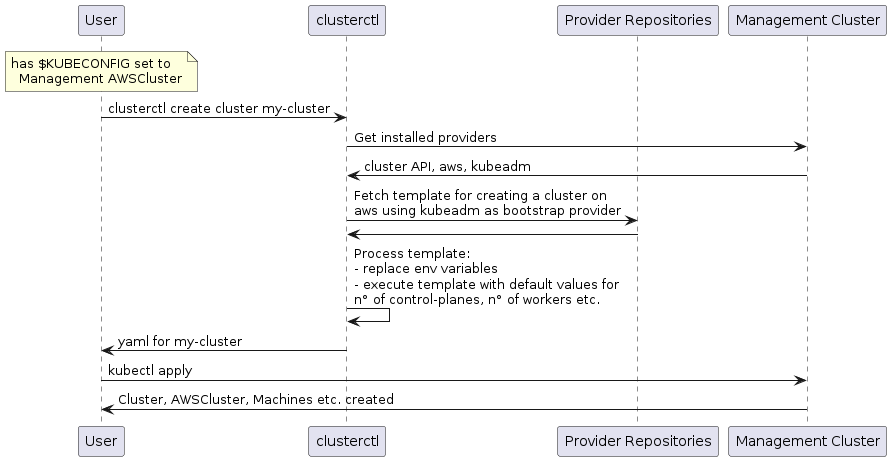 User
clusterctl
Provider Repositories
Management Cluster
has $KUBECONFIG set to
Management AWSCluster
clusterctl create cluster my-cluster
Get installed providers
cluster API, aws, kubeadm
Fetch template for creating a cluster on
aws using kubeadm as bootstrap provider
Process template:
- replace env variables
- execute template with default values for
n° of control-planes, n° of workers etc.
yaml for my-cluster
kubectl apply
Cluster, AWSCluster, Machines etc. created
User
clusterctl
Provider Repositories
Management Cluster